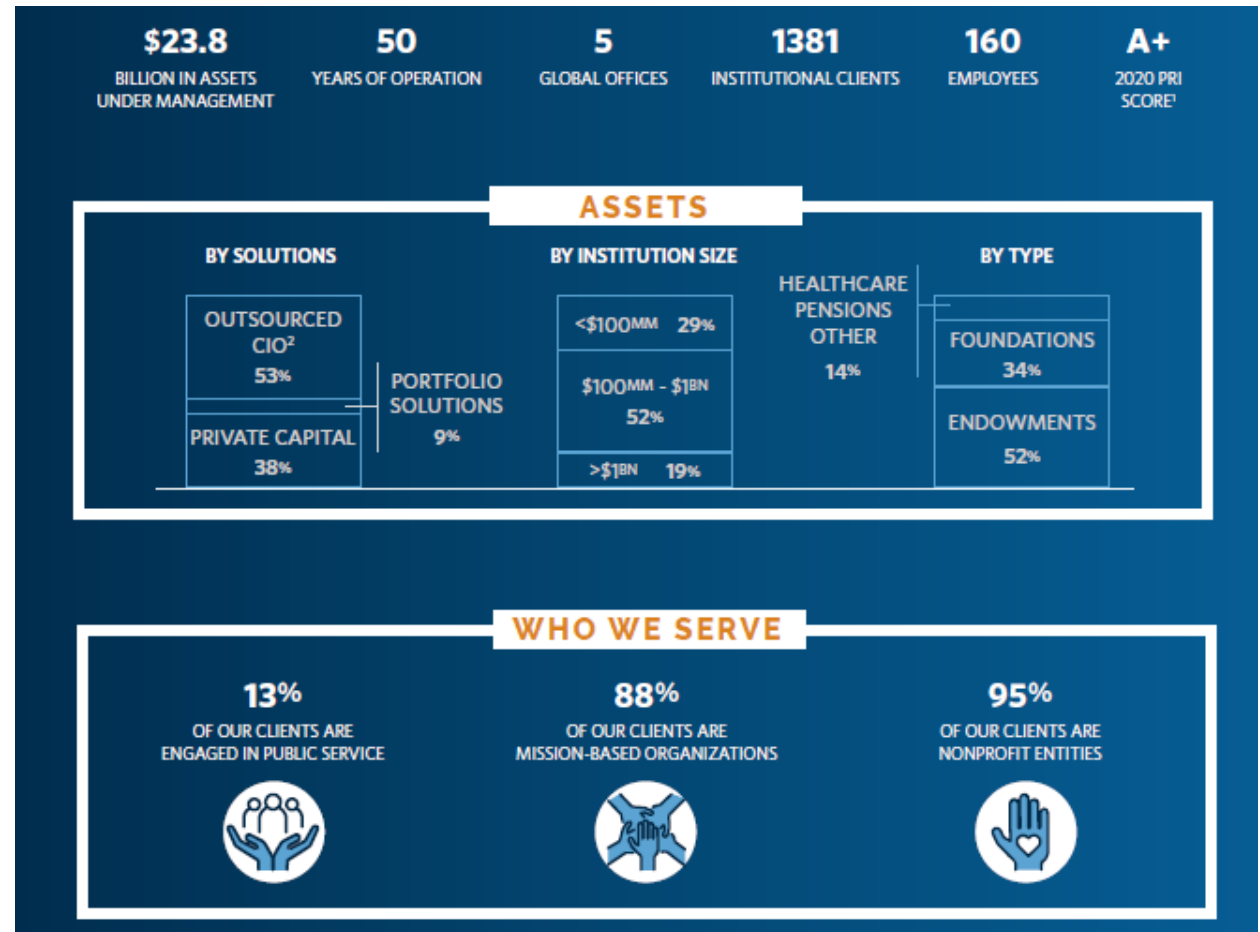 $23.8
BILLION IN ASSETS
UNDER MANAGEMENT
50
YEARS OF OPERATION
5
GLOBAL OFFICES
1381
INSTITUTIONAL CLIENTS
160
EMPLOYEES
A+
2020 PRI
SCORE¹
ASSETS
BY SOLUTIONS
OUTSOURCED
CIO²
53%
PORTFOLIO
SOLUTIONS
9%
PRIVATE CAPITAL
38%
BY INSTITUTION SIZE
<$100MM 29%
$100MM - $1BN
52%
>$1BN 19%
BY TYPE
HEALTHCARE
PENSIONS
OTHER
14%
FOUNDATIONS
34%
ENDOWMENTS
52%
WHO WE SERVE
13%
OF OUR CLIENTS ARE
ENGAGED IN PUBLIC SERVICE
88%
OF OUR CLIENTS ARE
MISSION-BASED ORGANIZATIONS
95%
OF OUR CLIENTS ARE
NONPROFIT ENTITIES